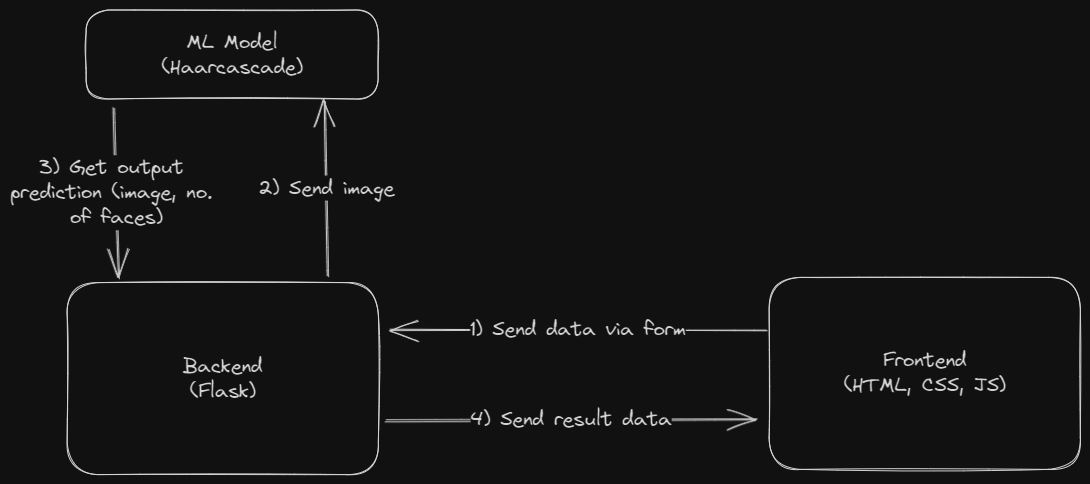 ML Model
(Haarcascade)
3) Get output
prediction (image, no.
of faces)
2) Send image
Backend
(Flask)
1) Send data via form
4) Send result data
Frontend
(HTML, CSS, JS)